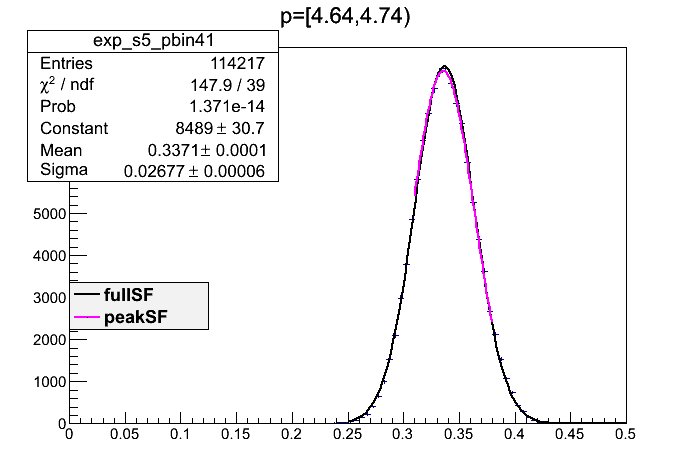 p=[4.64,4.74)
exp_s5_pbin41
Entries 114217
χ² / ndf 147.9 / 39
Prob 1.371e-14
Constant 8489 ± 30.7
Mean 0.3371 ± 0.0001
Sigma 0.02677 ± 0.00006
5000
4000
3000
fullSF
peakSF
2000
1000
0
0 0.05 0.1 0.15 0.2 0.25 0.3 0.35 0.4 0.45 0.5